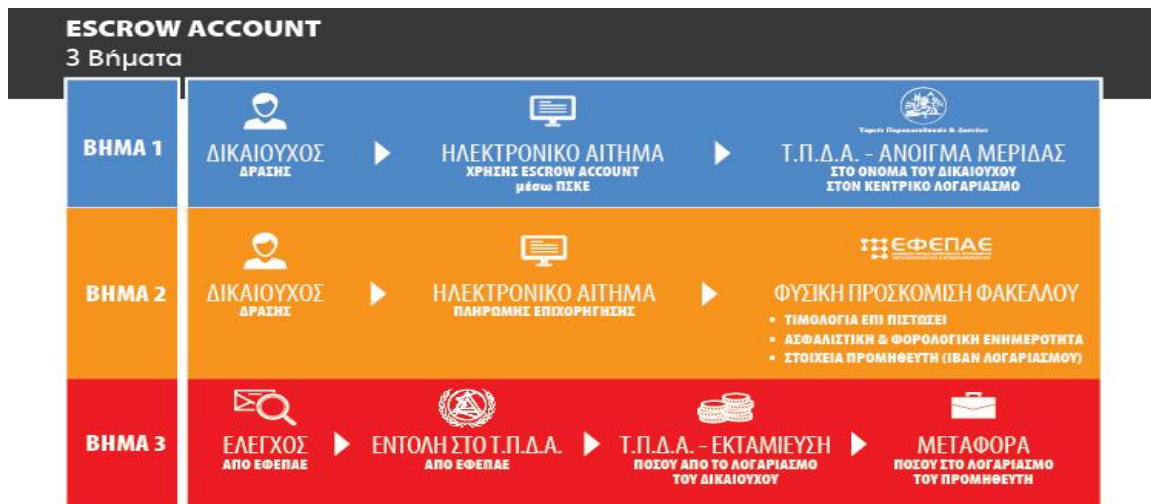 ESCROW ACCOUNT
3 Βήματα
ΒΗΜΑ 1
ΔΙΚΑΙΟΥΧΟΣ
ΔΡΑΣΗΣ
ΗΛΕΚΤΡΟΝΙΚΟ ΑΙΤΗΜΑ
ΧΡΗΣΗΣ ESCROW ACCOUNT
μέσω ΠΣΚΕ
Ταμείο Παρακαταθηκών & Δανείων
Τ.Π.Δ.Α. - ΑΝΟΙΓΜΑ ΜΕΡΙΔΑΣ
ΣΤΟ ΟΝΟΜΑ ΤΟΥ ΔΙΚΑΙΟΥΧΟΥ
ΣΤΟΝ ΚΕΝΤΡΙΚΟ ΛΟΓΑΡΙΑΣΜΟ
ΒΗΜΑ 2
ΔΙΚΑΙΟΥΧΟΣ
ΔΡΑΣΗΣ
ΗΛΕΚΤΡΟΝΙΚΟ ΑΙΤΗΜΑ
ΠΛΗΡΩΜΗΣ ΕΠΙΧΟΡΗΓΗΣΗΣ
ΕΦΕΠΑΕ
ΦΥΣΙΚΗ ΠΡΟΣΚΟΜΙΣΗ ΦΑΚΕΛΛΟΥ
• ΤΙΜΟΛΟΓΙΑ ΕΠΙ ΠΙΣΤΩΣΕΙ
• ΑΣΦΑΛΙΣΤΙΚΗ & ΦΟΡΟΛΟΓΙΚΗ ΕΝΗΜΕΡΟΤΗΤΑ
• ΣΤΟΙΧΕΙΑ ΠΡΟΜΗΘΕΥΤΗ (ΙΒΑΝ ΛΟΓΑΡΙΑΣΜΟΥ)
ΒΗΜΑ 3
ΕΛΕΓΧΟΣ
ΑΠΟ ΕΦΕΠΑΕ
ΕΝΤΟΛΗ ΣΤΟ Τ.Π.Δ.Α.
ΑΠΟ ΕΦΕΠΑΕ
Τ.Π.Δ.Α. - ΕΚΤΑΜΙΕΥΣΗ
ΠΟΣΟΥ ΑΠΟ ΤΟ ΛΟΓΑΡΙΑΣΜΟ
ΤΟΥ ΔΙΚΑΙΟΥΧΟΥ
ΜΕΤΑΦΟΡΑ
ΠΟΣΟΥ ΣΤΟ ΛΟΓΑΡΙΑΣΜΟ
ΤΟΥ ΠΡΟΜΗΘΕΥΤΗ